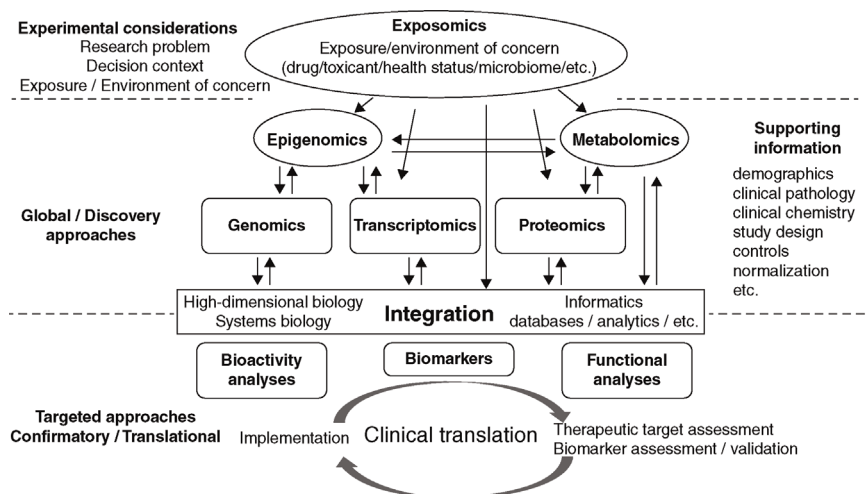 Experimental considerations
Research problem
Decision context
Exposure / Environment of concern
Exposomics
Exposure/environment of concern
(drug/toxicant/health status/microbiome/etc.)
Epigenomics
Metabolomics
Supporting
information
demographics
clinical pathology
clinical chemistry
study design
controls
normalization
etc.
Global / Discovery
approaches
Genomics
Transcriptomics
Proteomics
High-dimensional biology
Systems biology
Integration
Informatics
databases / analytics / etc.
Bioactivity
analyses
Biomarkers
Functional
analyses
Targeted approaches
Confirmatory / Translational
Implementation
Clinical translation
Therapeutic target assessment
Biomarker assessment / validation